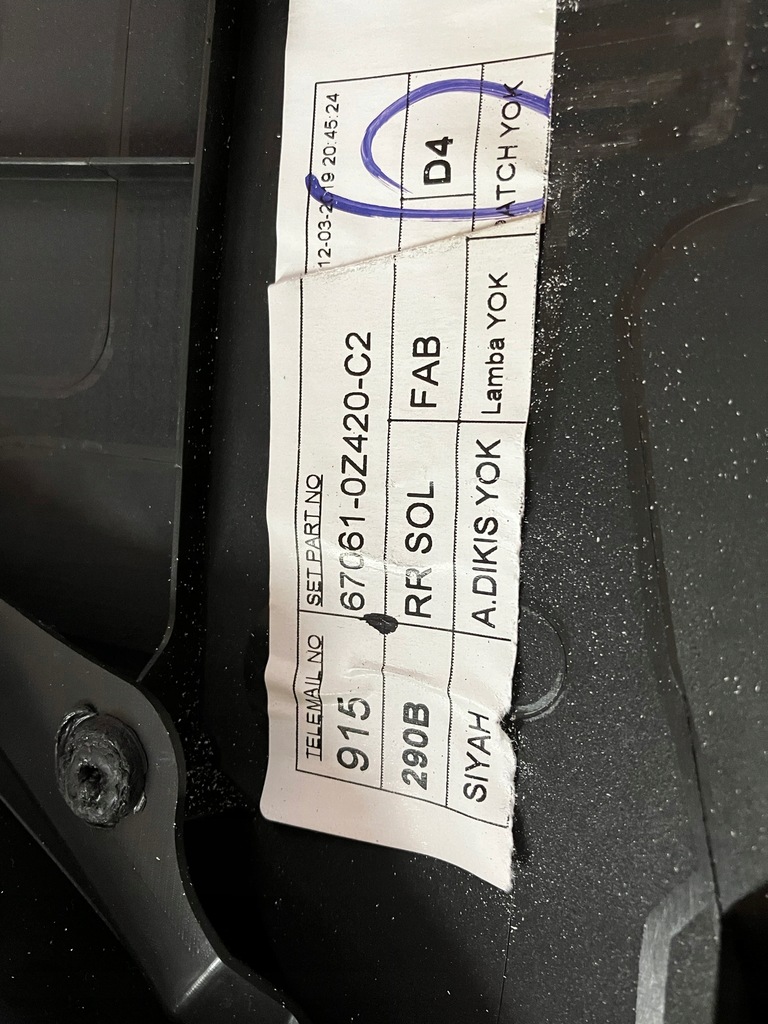 12-03-2019 20:45:24
TELEMAIL NO SET PART NO
915 67061-0Z420-C2
290B RR SOL FAB D4
SIYAH A.DIKIS YOK Lamba YOK ATCH YOK